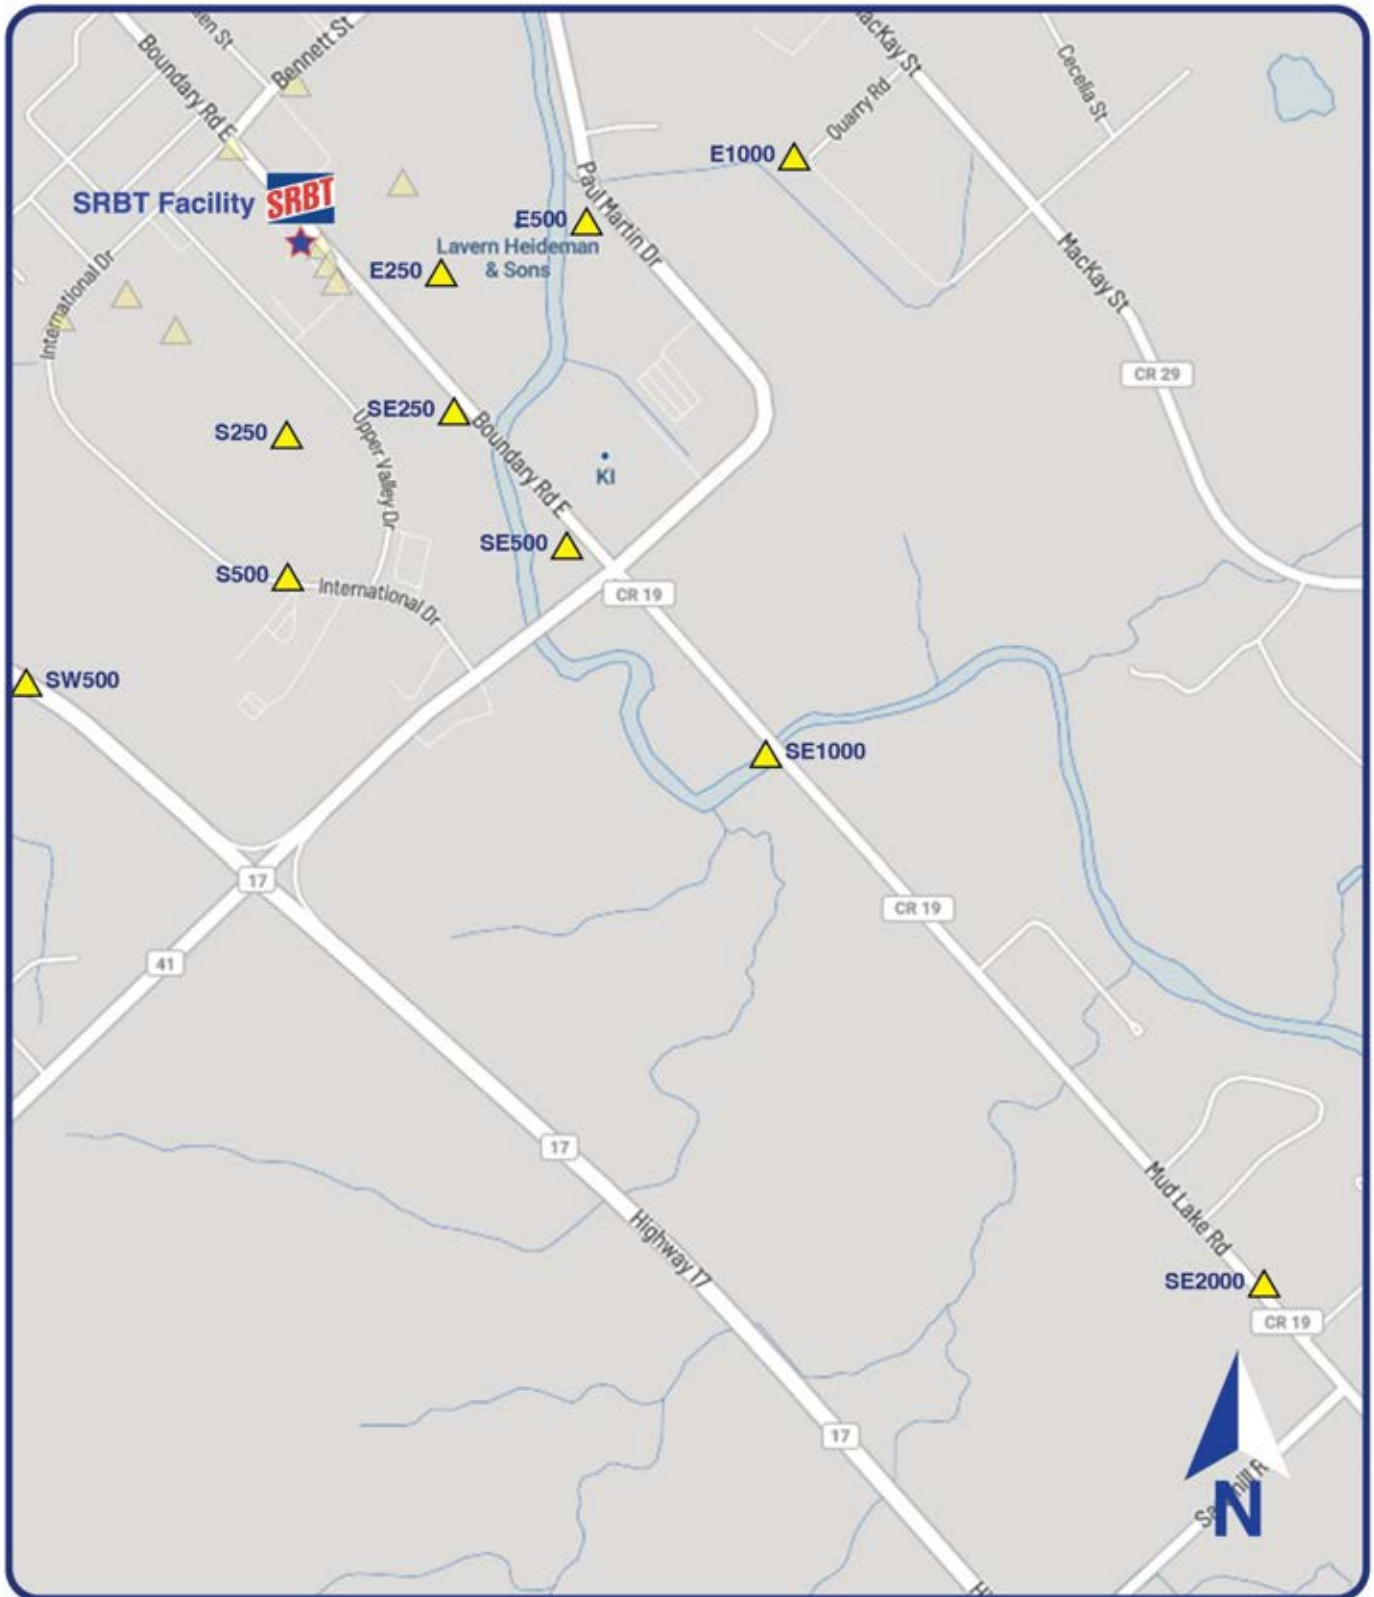 Bennett St
Boundary Rd E
MacKay St
Cecelia St
Quarry Rd
E1000
SRBT Facility
SRBT
Paul Martin Dr
E500
Lavern Heideman
& Sons
E250
International Dr
MacKay St
CR 29
SE250
S250
Upper Valley Dr
Boundary Rd E
KI
SE500
S500
International Dr
CR 19
SW500
SE1000
17
CR 19
41
17
Mud Lake Rd
Highway 17
SE2000
CR 19
17
N